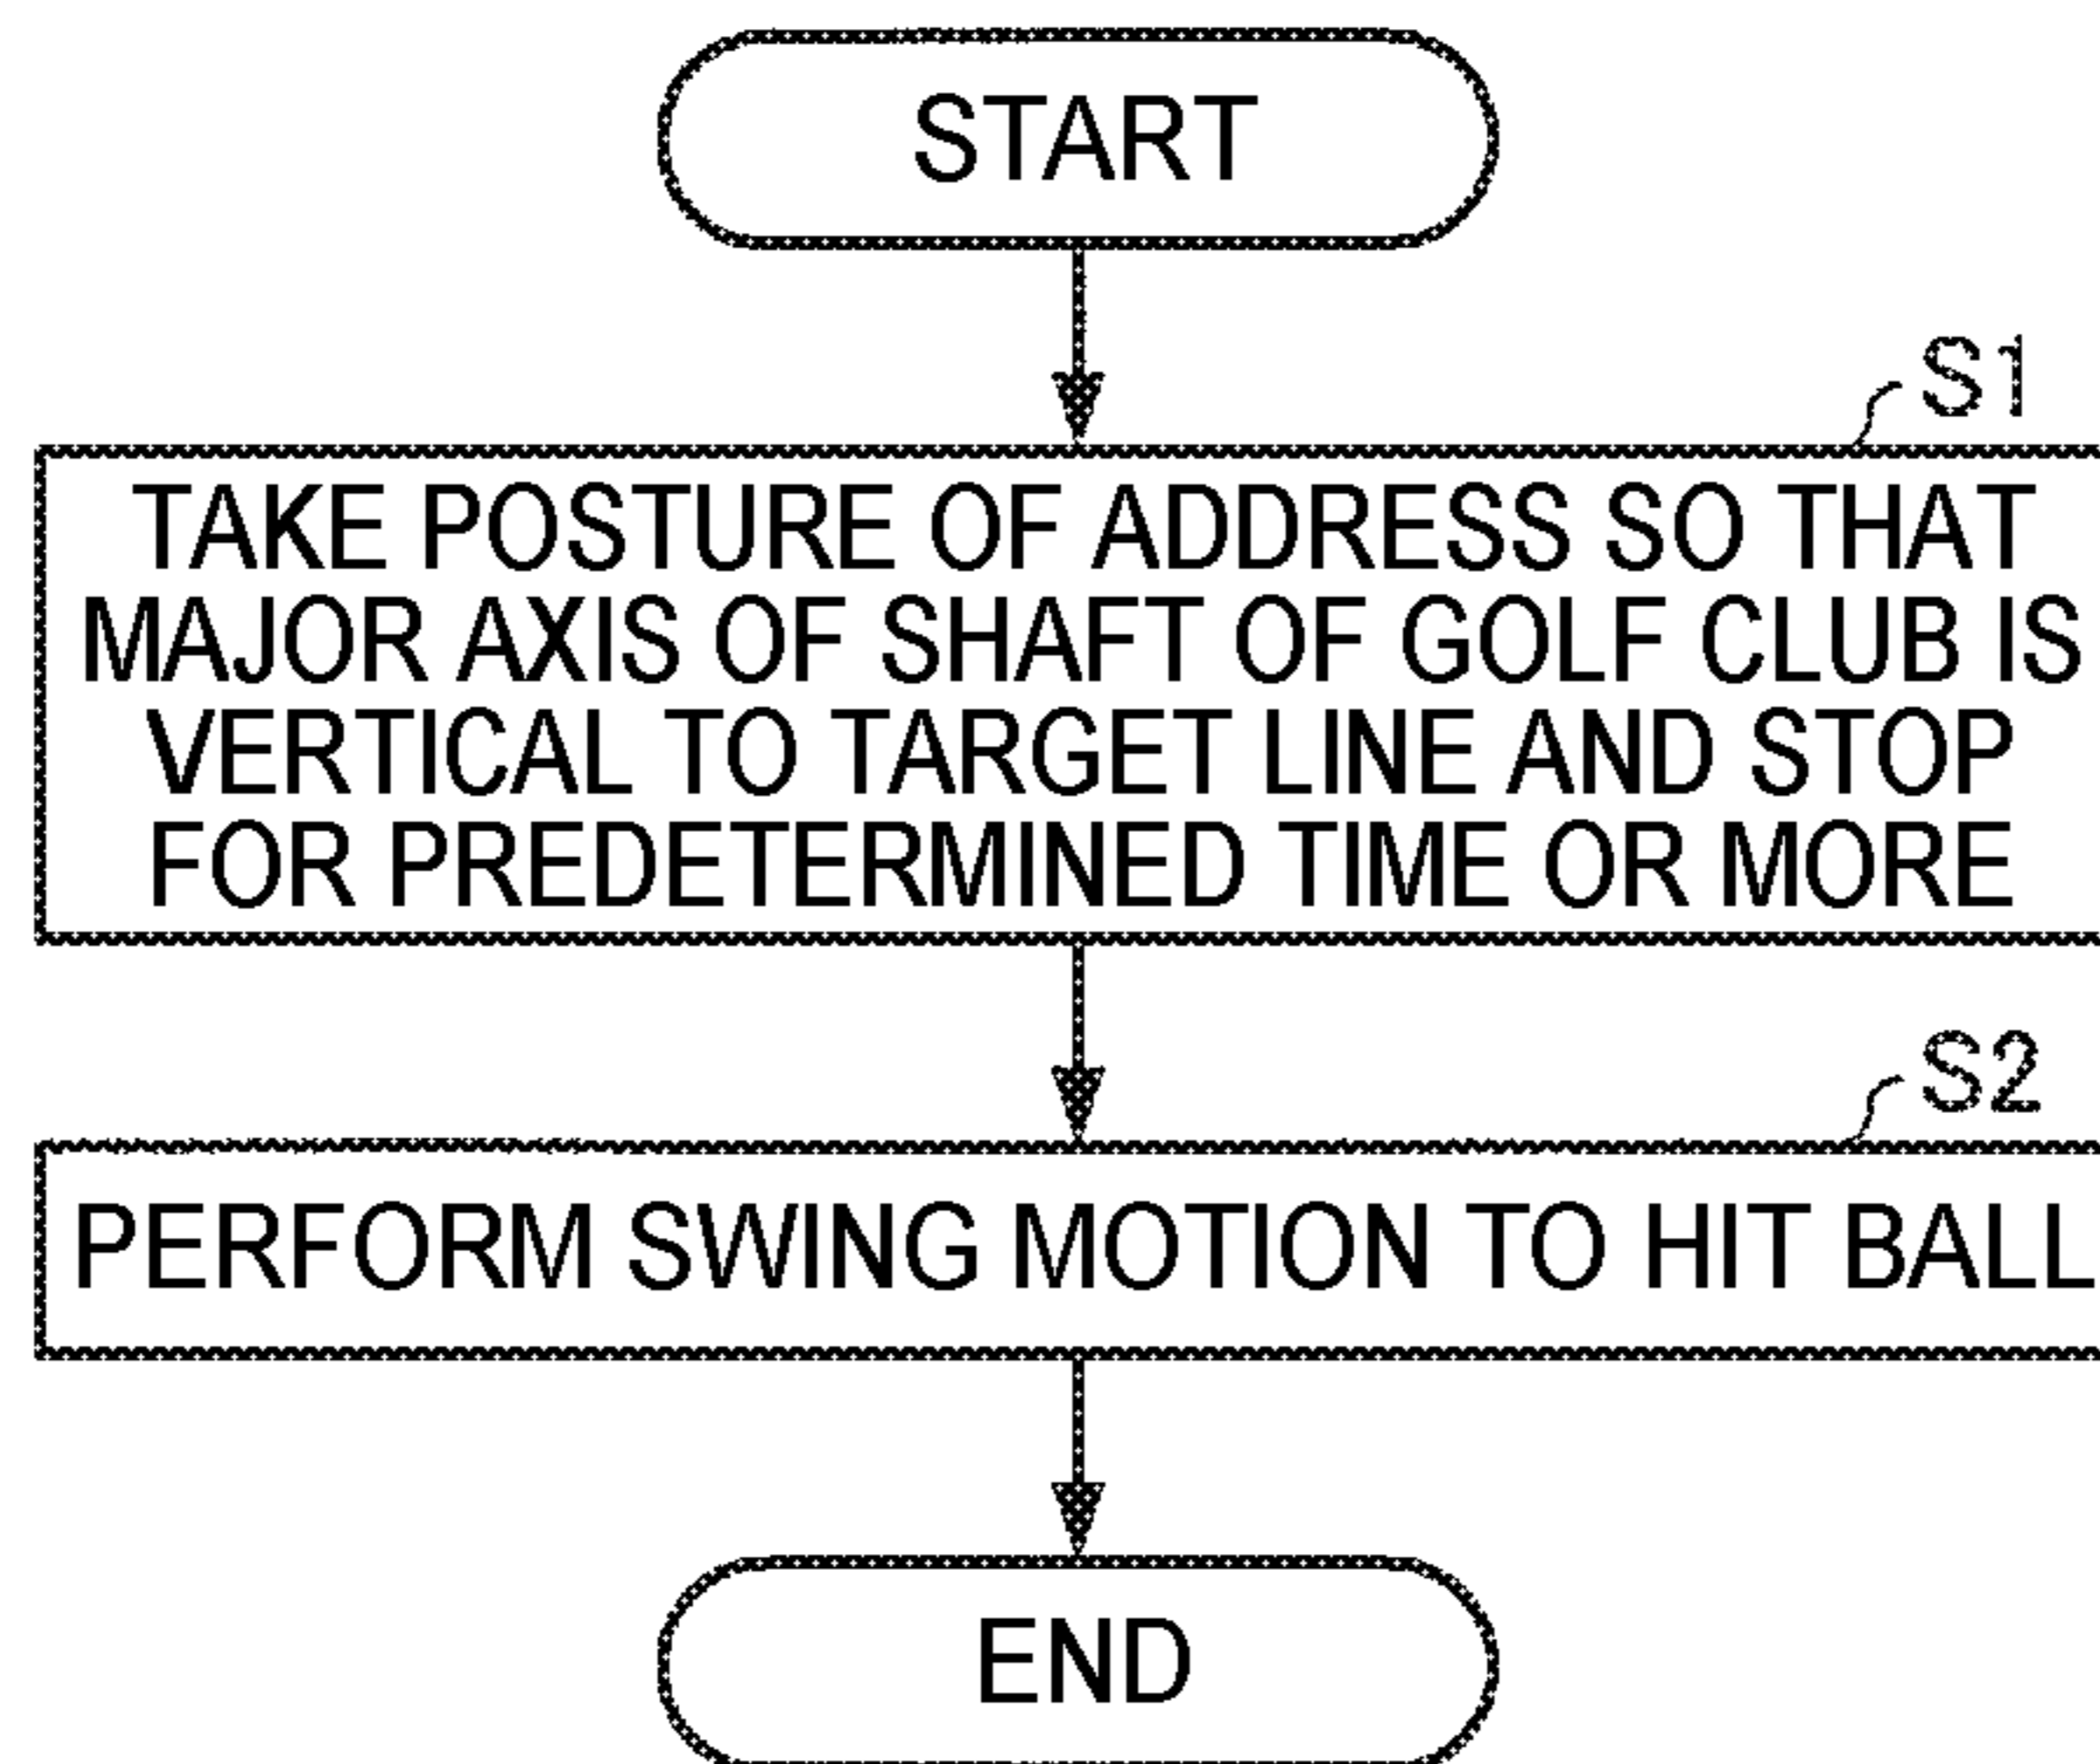 START
S1
TAKE POSTURE OF ADDRESS SO THAT
MAJOR AXIS OF SHAFT OF GOLF CLUB IS
VERTICAL TO TARGET LINE AND STOP
FOR PREDETERMINED TIME OR MORE
S2
PERFORM SWING MOTION TO HIT BALL
END